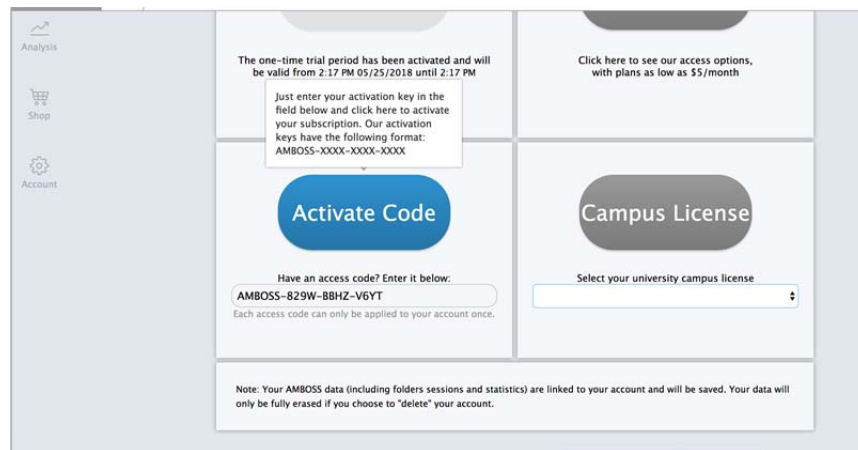 Analysis
Shop
Account
The one-time trial period has been activated and will
be valid from 2:17 PM 05/25/2018 until 2:17 PM
Click here to see our access options,
with plans as low as $5/month
Just enter your activation key in the
field below and click here to activate
your subscription. Our activation
keys have the following format:
AMBOSS-XXXX-XXXX-XXXX
Activate Code
Have an access code? Enter it below:
AMBOSS-829W-BBHZ-V6YT
Each access code can only be applied to your account once.
Campus License
Select your university campus license
Note: Your AMBOSS data (including folders sessions and statistics) are linked to your account and will be saved. Your data will
only be fully erased if you choose to "delete" your account.